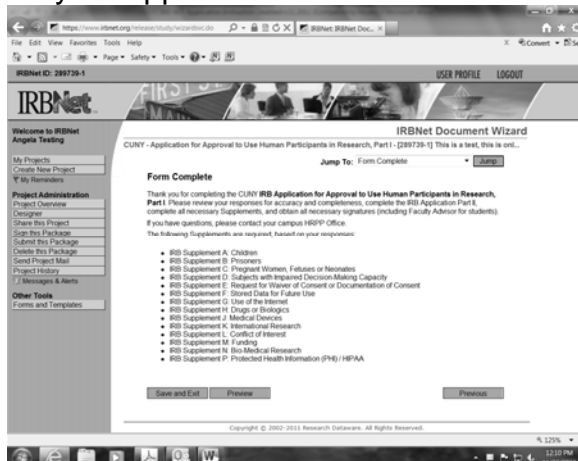 https://www.irbnet.org/release/study/wizardsvc.do
IRBNet: IRBNet Doc...
File Edit View Favorites Tools Help
Convert
Page Safety Tools
IRBNet ID: 289739-1
USER PROFILE LOGOUT
IRBNet
Welcome to IRBNet
Angela Testing
My Projects
Create New Project
My Reminders
Project Administration
Project Overview
Designer
Share this Project
Sign this Package
Submit this Package
Delete this Package
Send Project Mail
Project History
Messages & Alerts
Other Tools
Forms and Templates
IRBNet Document Wizard
CUNY - Application for Approval to Use Human Participants in Research, Part I - [289739-1] This is a test, this is onl...
Jump To: Form Complete Jump
Form Complete
Thank you for completing the CUNY IRB Application for Approval to Use Human Participants in Research,
Part I. Please review your responses for accuracy and completeness, complete the IRB Application Part II,
complete all necessary Supplements, and obtain all necessary signatures (including Faculty Advisor for students).
If you have questions, please contact your campus HRPP Office.
The following Supplements are required, based on your responses:
IRB Supplement A: Children
IRB Supplement B: Prisoners
IRB Supplement C: Pregnant Women, Fetuses or Neonates
IRB Supplement D: Subjects with Impaired Decision-Making Capacity
IRB Supplement E: Request for Waiver of Consent or Documentation of Consent
IRB Supplement F: Stored Data for Future Use
IRB Supplement G: Use of the Internet
IRB Supplement H: Drugs or Biologics
IRB Supplement J: Medical Devices
IRB Supplement K: International Research
IRB Supplement L: Conflict of Interest
IRB Supplement M: Funding
IRB Supplement N: Bio-Medical Research
IRB Supplement P: Protected Health Information (PHI) / HIPAA
Save and Exit Preview Previous
Copyright © 2002-2011 Research Dataware. All Rights Reserved.
125%
12:10 PM